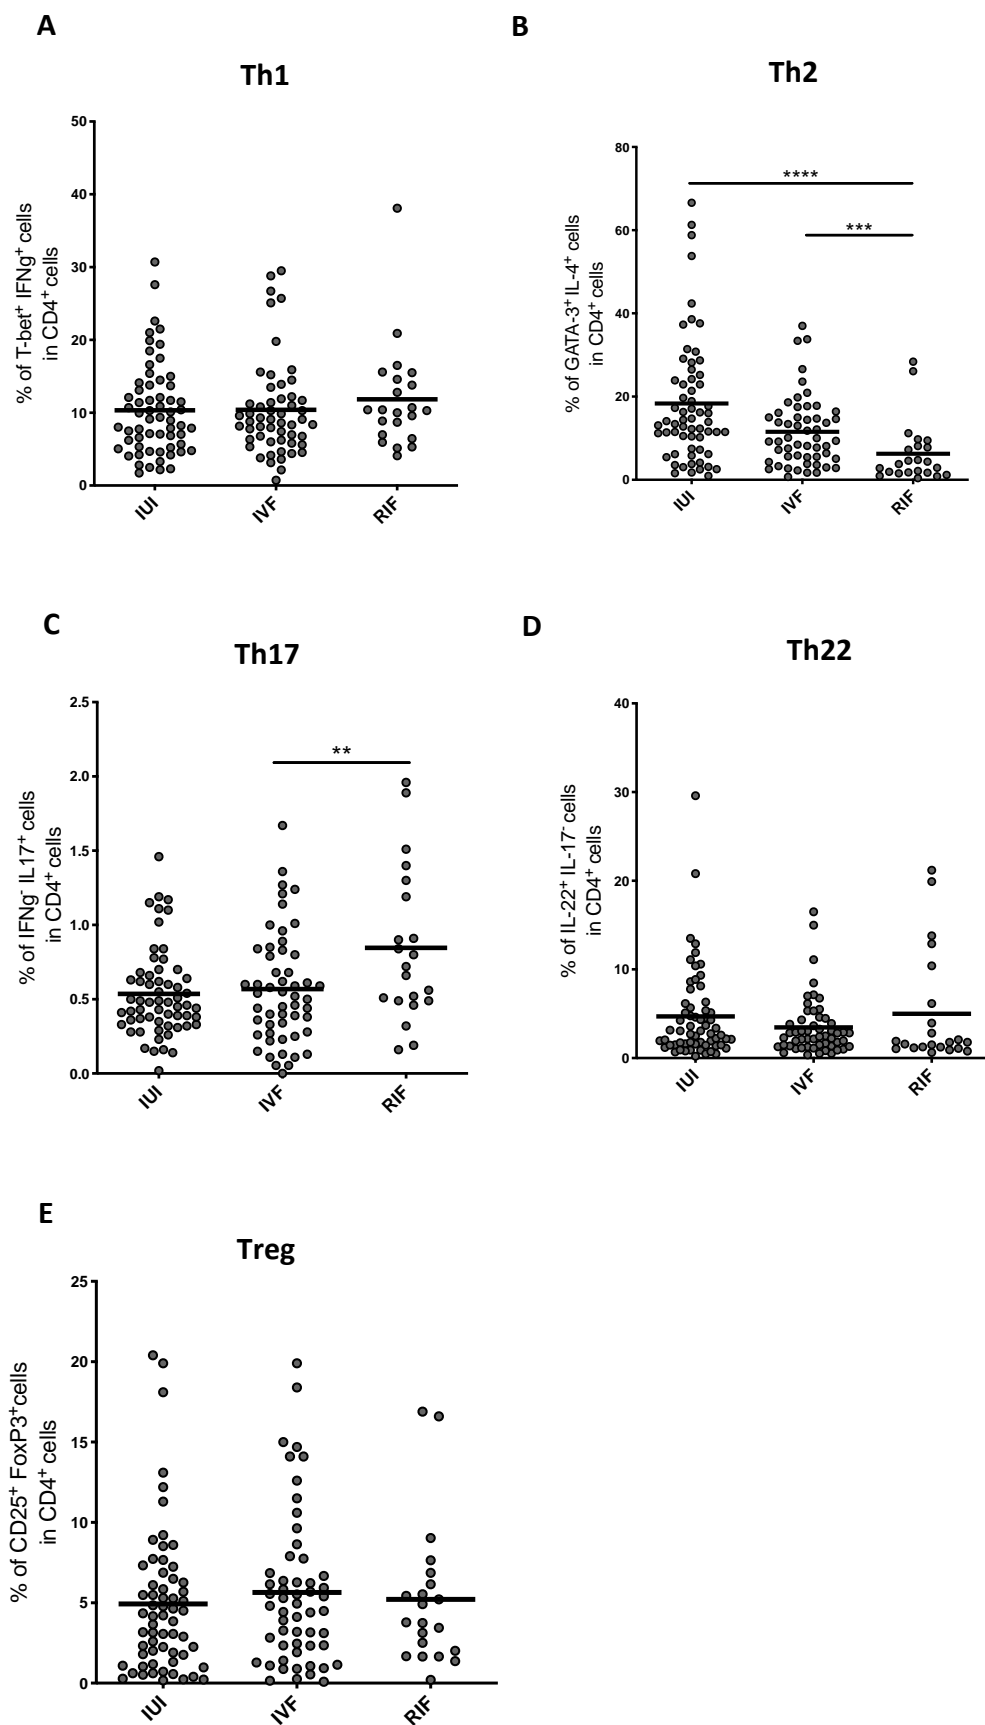 A
Th1
% of T-bet⁺ IFNg⁺ cells
in CD4⁺ cells
50
40
30
20
10
0
IUI
IVF
RIF
B
Th2
% of GATA-3⁺ IL-4⁺ cells
in CD4⁺ cells
80
60
40
20
0
****
***
IUI
IVF
RIF
C
Th17
% of IFNg⁻ IL17⁺ cells
in CD4⁺ cells
2.5
2.0
1.5
1.0
0.5
0.0
**
IUI
IVF
RIF
D
Th22
% of IL-22⁺ IL-17⁻ cells
in CD4⁺ cells
40
30
20
10
0
IUI
IVF
RIF
E
Treg
% of CD25⁺ FoxP3⁺cells
in CD4⁺ cells
25
20
15
10
5
0
IUI
IVF
RIF